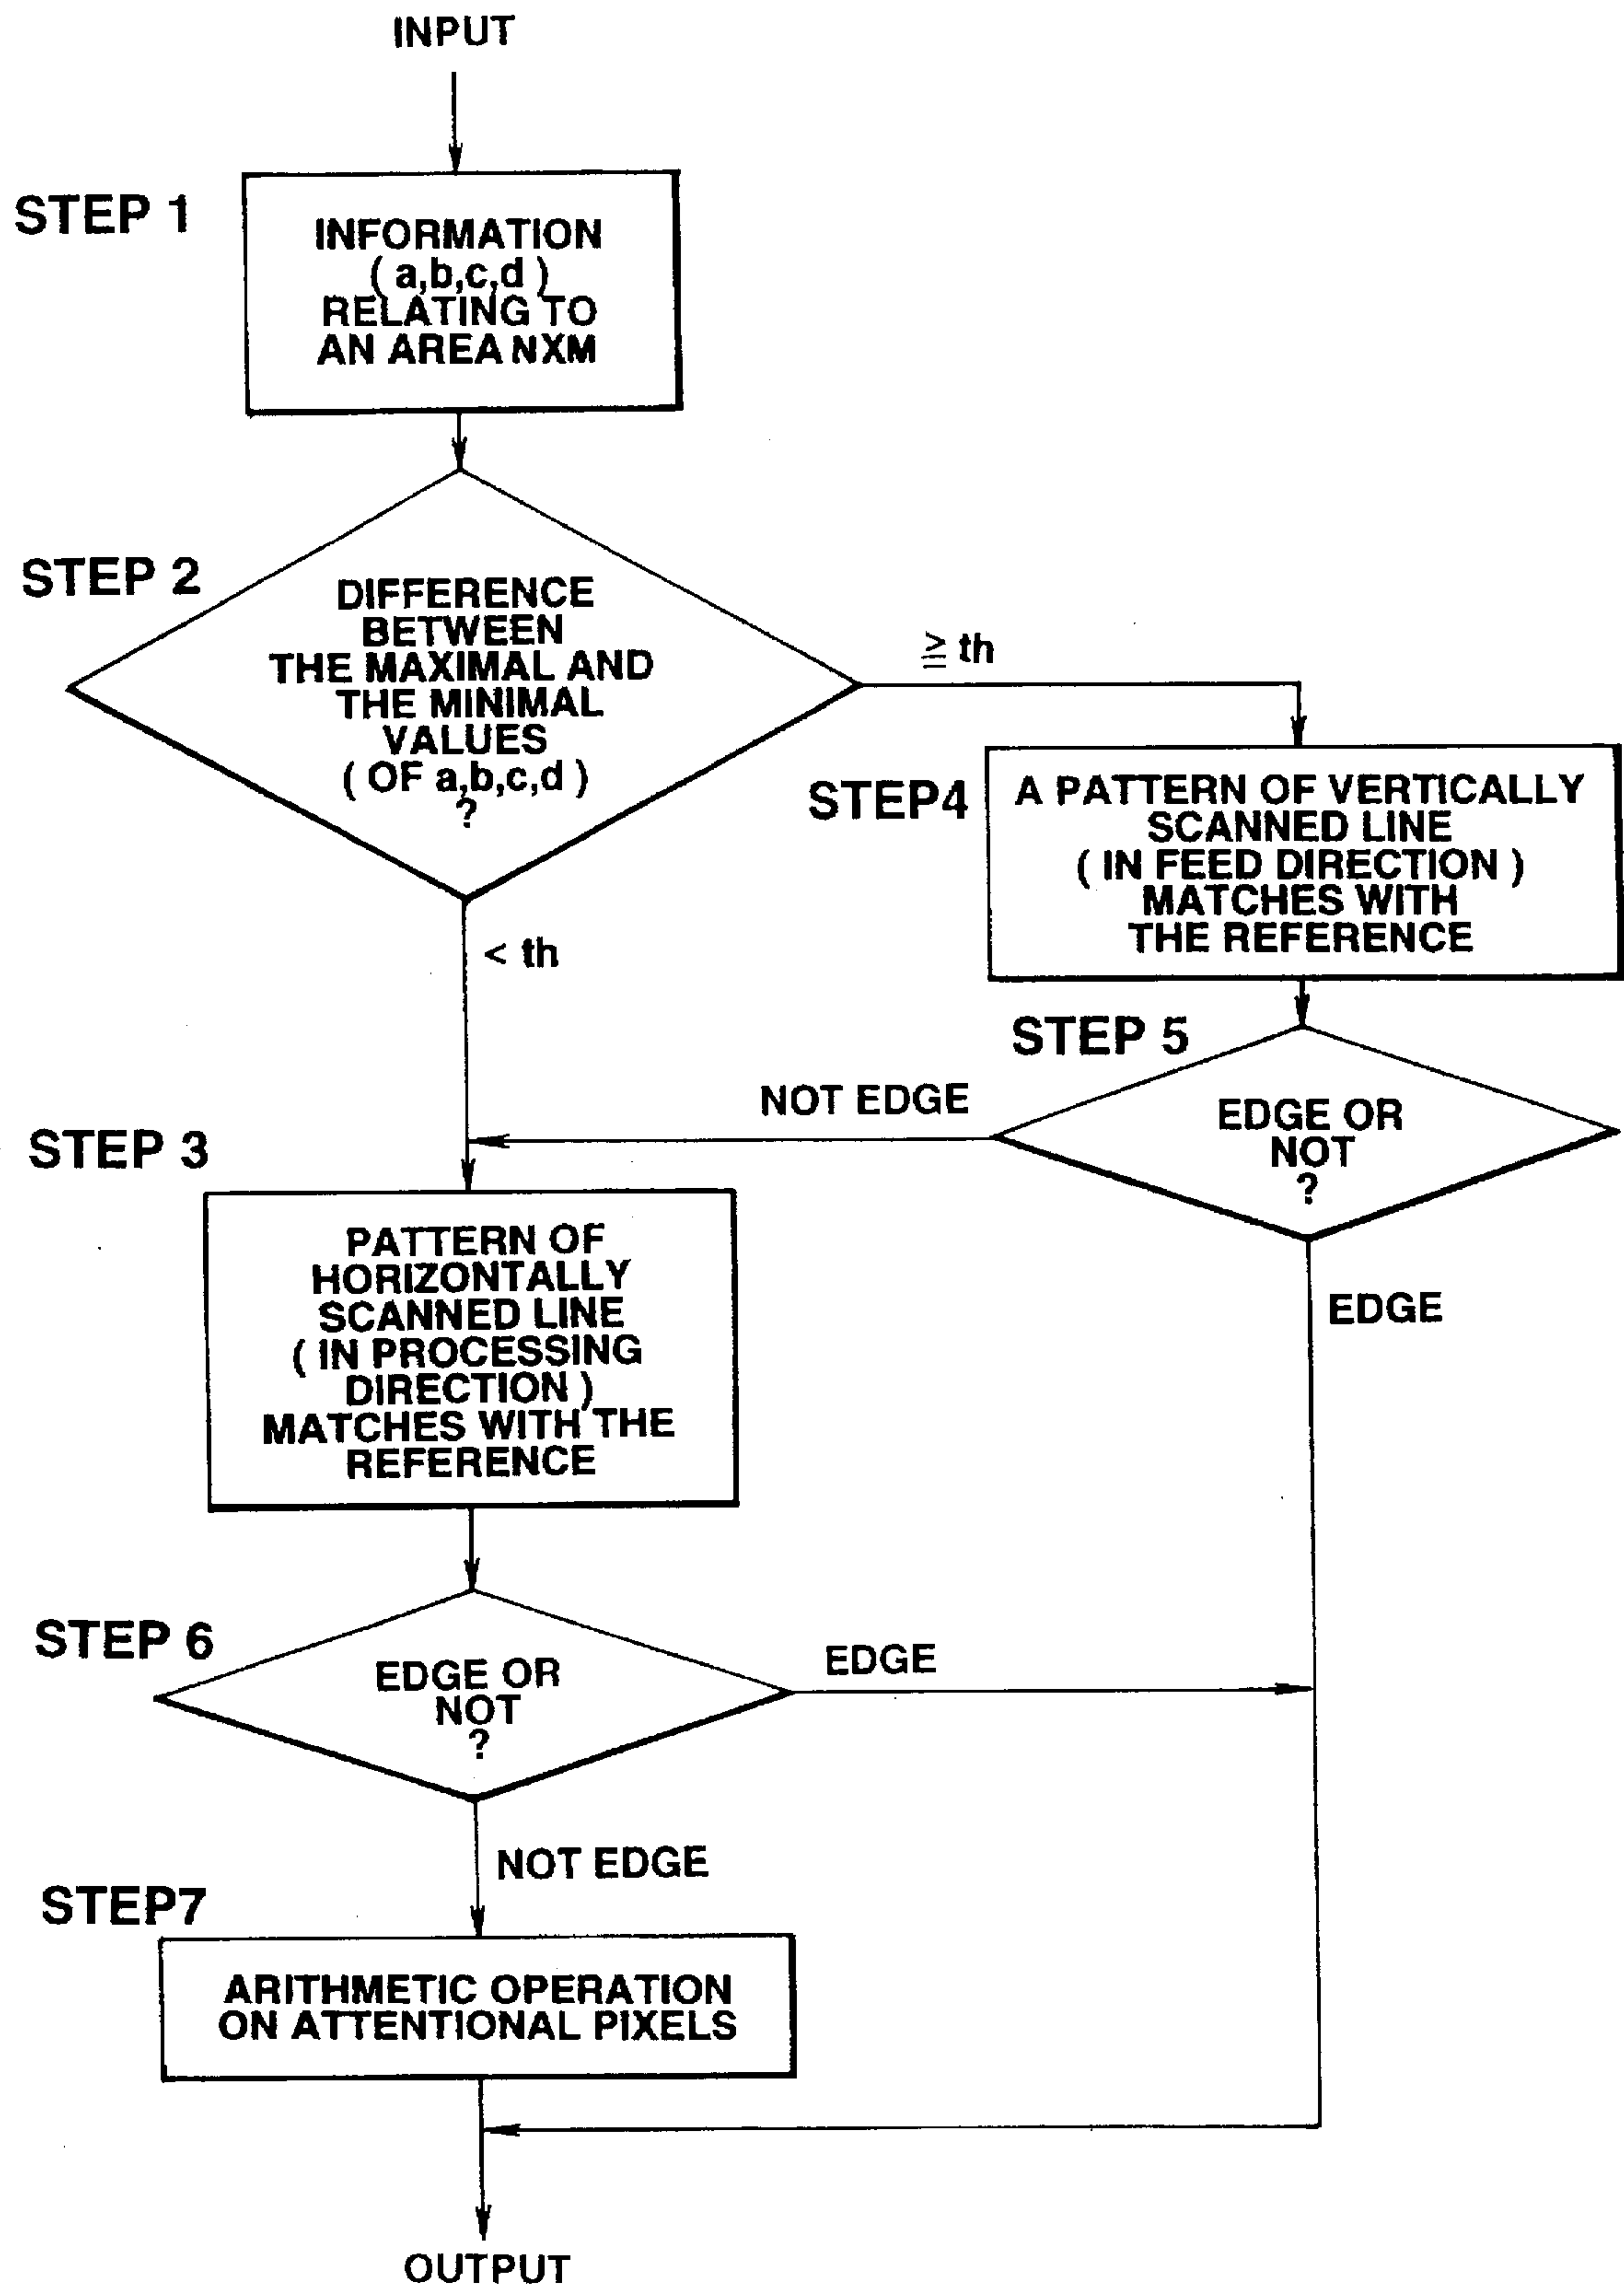 INPUT
STEP 1
INFORMATION
( a,b,c,d )
RELATING TO
AN AREA NXM
STEP 2
DIFFERENCE
BETWEEN
THE MAXIMAL AND
THE MINIMAL
VALUES
( OF a,b,c,d )
?
≧ th
< th
STEP4
A PATTERN OF VERTICALLY
SCANNED LINE
( IN FEED DIRECTION )
MATCHES WITH
THE REFERENCE
STEP 5
EDGE OR
NOT
?
NOT EDGE
EDGE
STEP 3
PATTERN OF
HORIZONTALLY
SCANNED LINE
( IN PROCESSING
DIRECTION )
MATCHES WITH THE
REFERENCE
STEP 6
EDGE OR
NOT
?
EDGE
NOT EDGE
STEP7
ARITHMETIC OPERATION
ON ATTENTIONAL PIXELS
OUTPUT